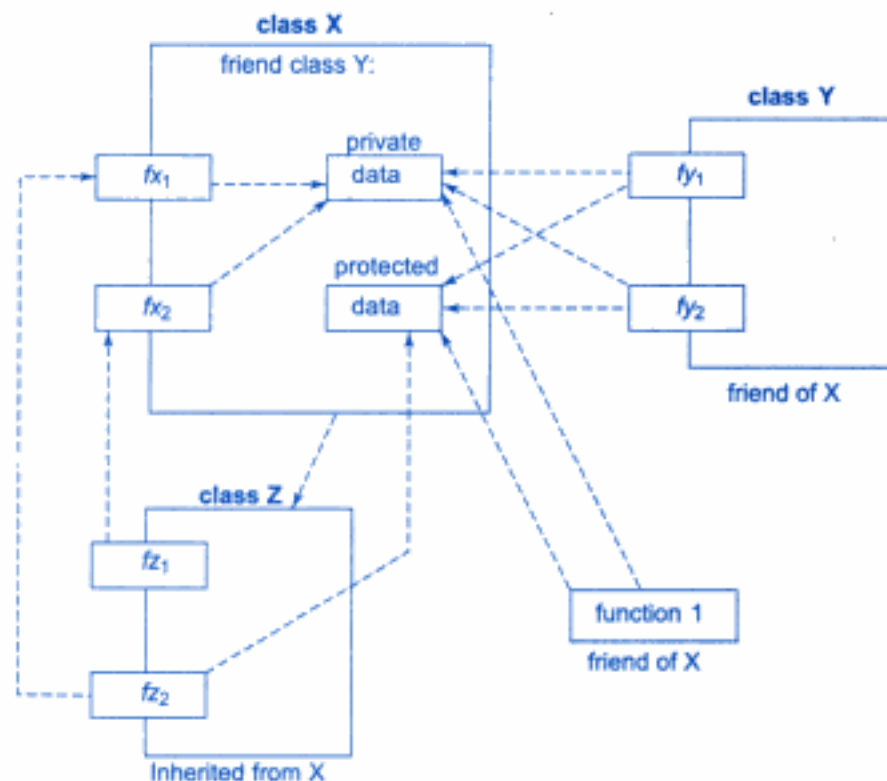 class X
friend class Y:
class Y
private
data
fx1
fy1
protected
data
fx2
fy2
friend of X
class Z
fz1
function 1
friend of X
fz2
Inherited from X